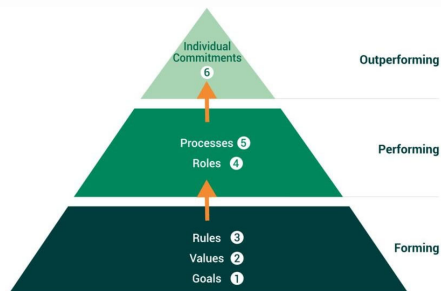 Individual
Commitments
6
Outperforming
Processes 5
Roles 4
Performing
Rules 3
Values 2
Goals 1
Forming